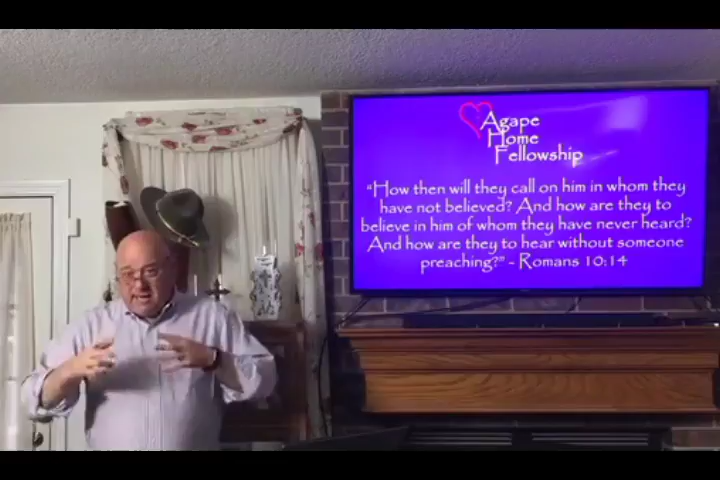 Agape
Home
Fellowship
“How then will they call on him in whom they
have not believed? And how are they to
believe in him of whom they have never heard?
And how are they to hear without someone
preaching?” - Romans 10:14